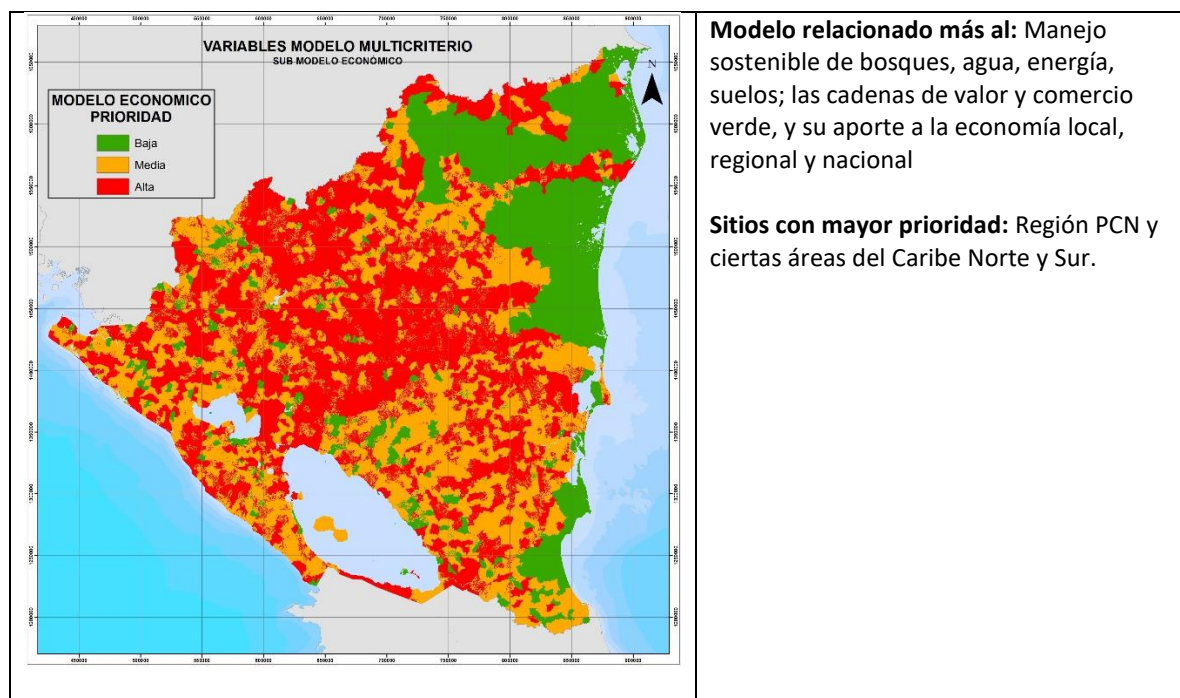 VARIABLES MODELO MULTICRITERIO
SUB MODELO ECONÓMICO
N
MODELO ECONOMICO
PRIORIDAD
Baja
Media
Alta
Modelo relacionado más al: Manejo
sostenible de bosques, agua, energía,
suelos; las cadenas de valor y comercio
verde, y su aporte a la economía local,
regional y nacional
Sitios con mayor prioridad: Región PCN y
ciertas áreas del Caribe Norte y Sur.